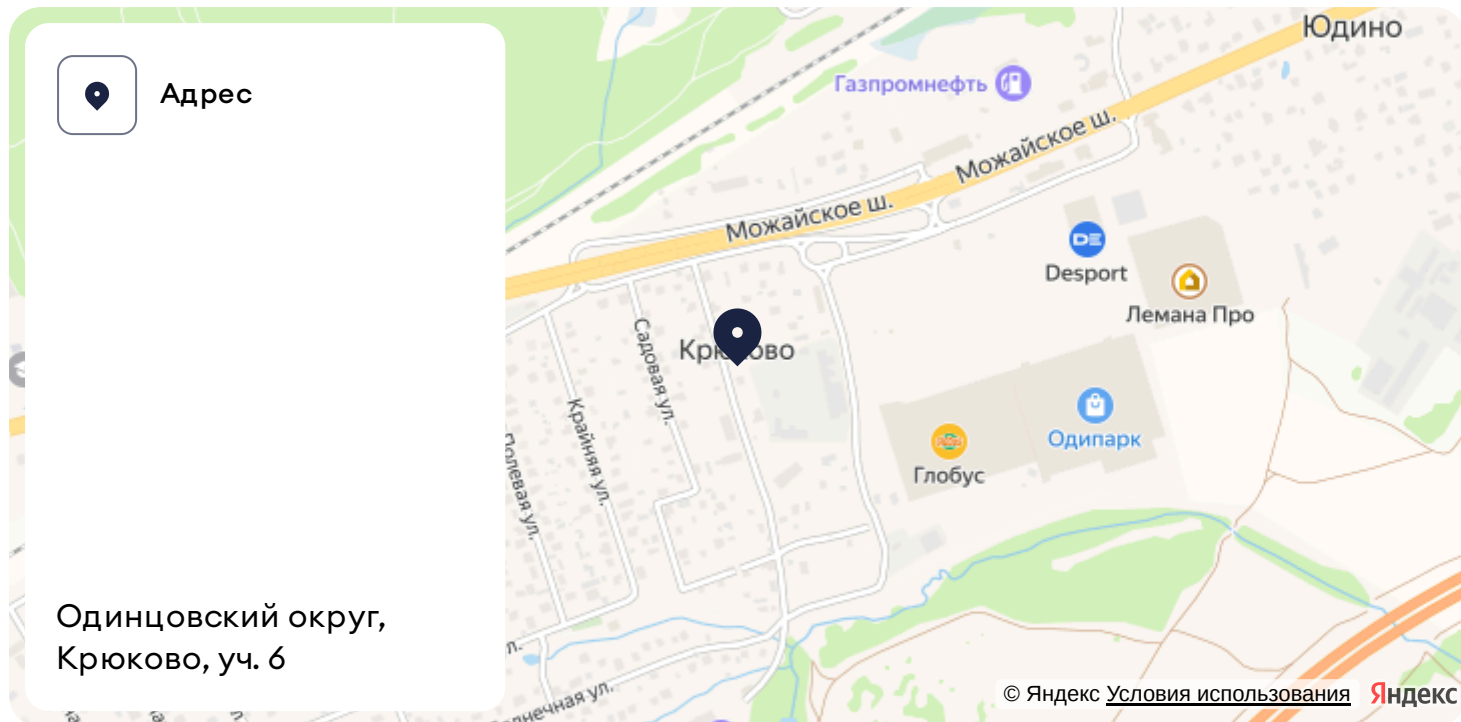 Адрес
Одинцовский округ,
Крюково, уч. 6
Юдино
Газпромнефть
Можайское ш.
Можайское ш.
Desport
Лемана Про
Садовая ул.
Крайняя ул.
Полевая ул.
Одипарк
Глобус
© Яндекс Условия использования
Яндекс